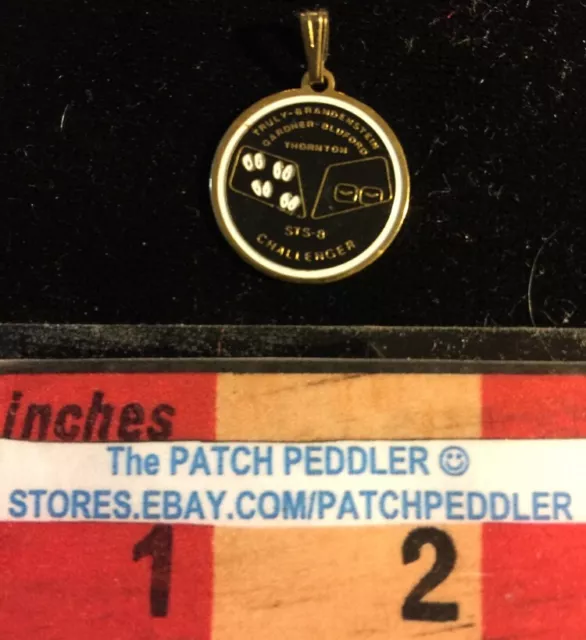 TRULY-BRANDENSTEIN
GARDNER-BLUFORD
THORNTON
STS-8
CHALLENGER
inches
The PATCH PEDDLER ☺
STORES.EBAY.COM/PATCHPEDDLER
1 2